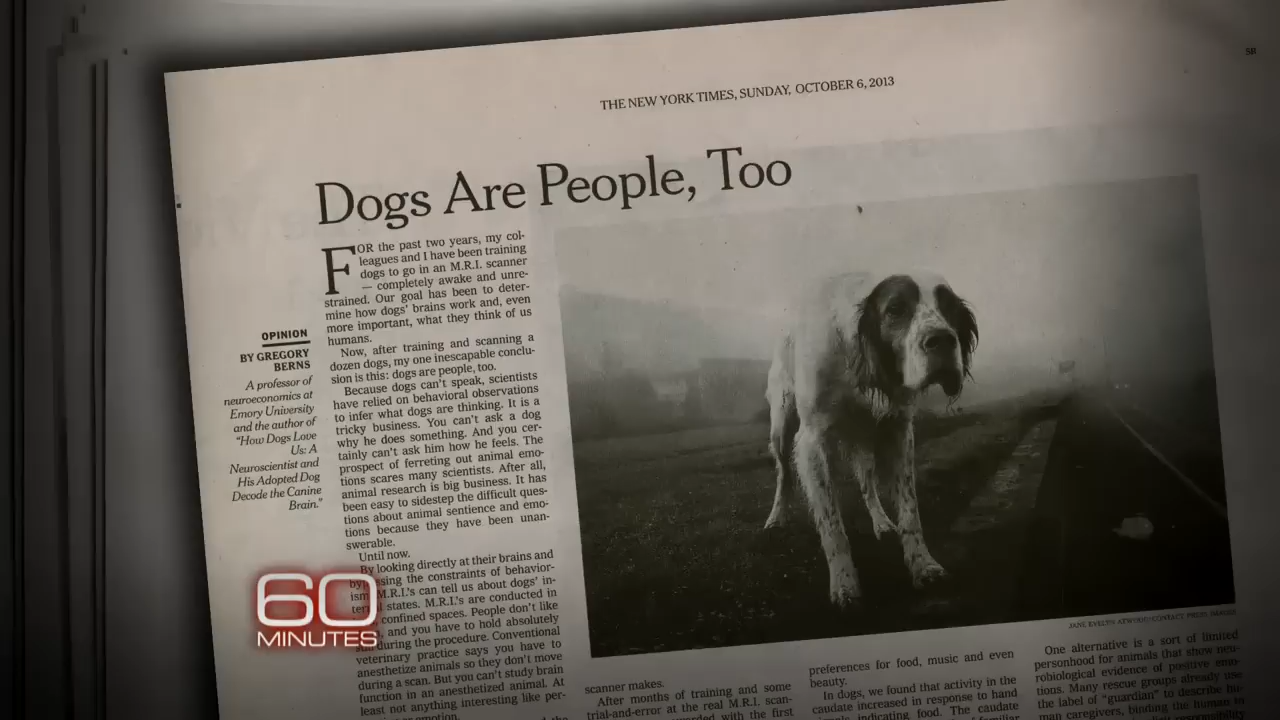 SR
THE NEW YORK TIMES, SUNDAY, OCTOBER 6, 2013
Dogs Are People, Too
OPINION
BY GREGORY
BERNS
A professor of
neuroeconomics at
Emory University
and the author of
“How Dogs Love
Us: A
Neuroscientist and
His Adopted Dog
Decode the Canine
Brain.”
FOR the past two years, my col-
leagues and I have been training
dogs to go in an M.R.I. scanner
— completely awake and unre-
strained. Our goal has been to deter-
mine how dogs’ brains work and, even
more important, what they think of us
humans.
Now, after training and scanning a
dozen dogs, my one inescapable conclu-
sion is this: dogs are people, too.
Because dogs can’t speak, scientists
have relied on behavioral observations
to infer what dogs are thinking. It is a
tricky business. You can’t ask a dog
why he does something. And you cer-
tainly can’t ask him how he feels. The
prospect of ferreting out animal emo-
tions scares many scientists. After all,
animal research is big business. It has
been easy to sidestep the difficult ques-
tions about animal sentience and emo-
tions because they have been unan-
swerable.
Until now.
By looking directly at their brains and
bypassing the constraints of behavior-
ism, M.R.I.’s can tell us about dogs’ in-
ternal states. M.R.I.’s are conducted in
confined spaces. People don’t like
and you have to hold absolutely
during the procedure. Conventional
veterinary practice says you have to
anesthetize animals so they don’t move
during a scan. But you can’t study brain
function in an anesthetized animal. At
least not anything interesting like per-
emotion.
60
MINUTES
scanner makes.
After months of training and some
trial-and-error at the real M.R.I. scan-
with the first
preferences for food, music and even
beauty.
In dogs, we found that activity in the
caudate increased in response to hand
indicating food. The caudate
JANE EVELYN ATWOOD/CONTACT PRESS IMAGES
One alternative is a sort of limited
personhood for animals that show neu-
robiological evidence of positive emo-
tions. Many rescue groups already use
the label of “guardian” to describe hu-
man caregivers, binding the human to